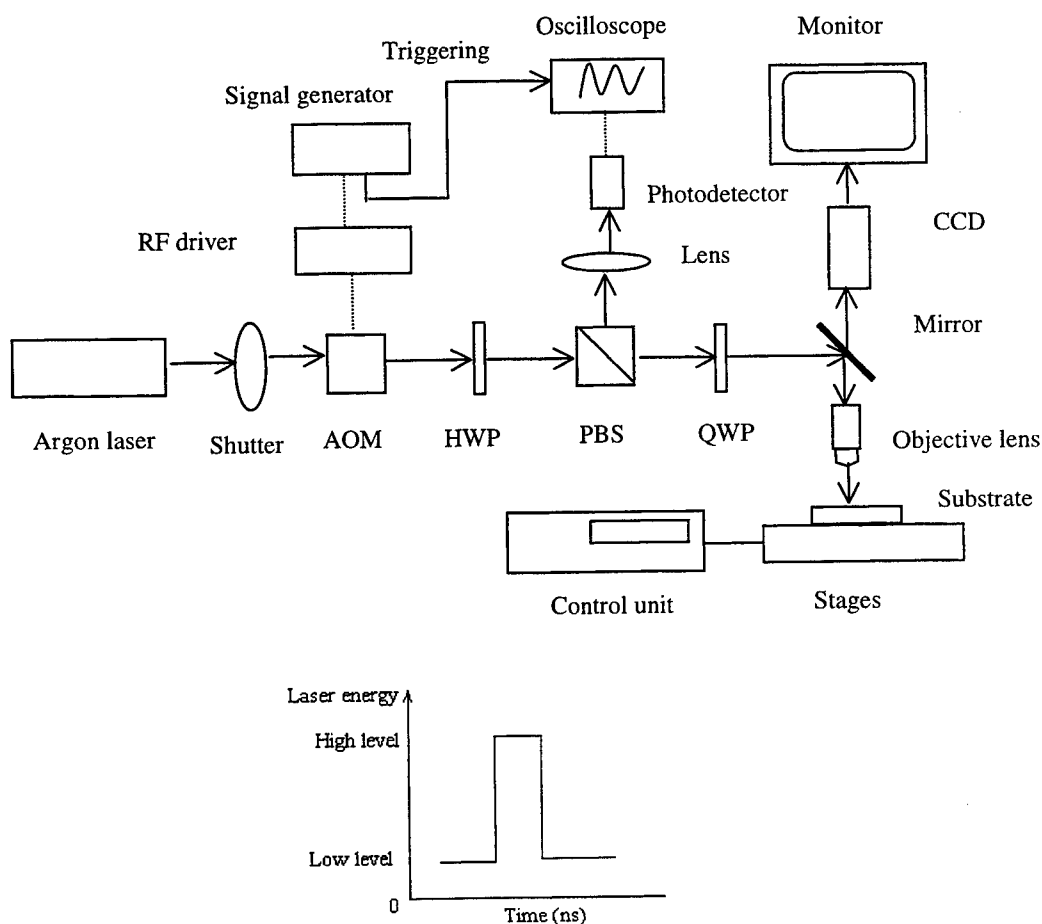 Oscilloscope
Monitor
Triggering
Signal generator
Photodetector
CCD
RF driver
Lens
Mirror
Argon laser
Shutter
AOM
HWP
PBS
QWP
Objective lens
Substrate
Control unit
Stages
Laser energy
High level
Low level
0
Time (ns)